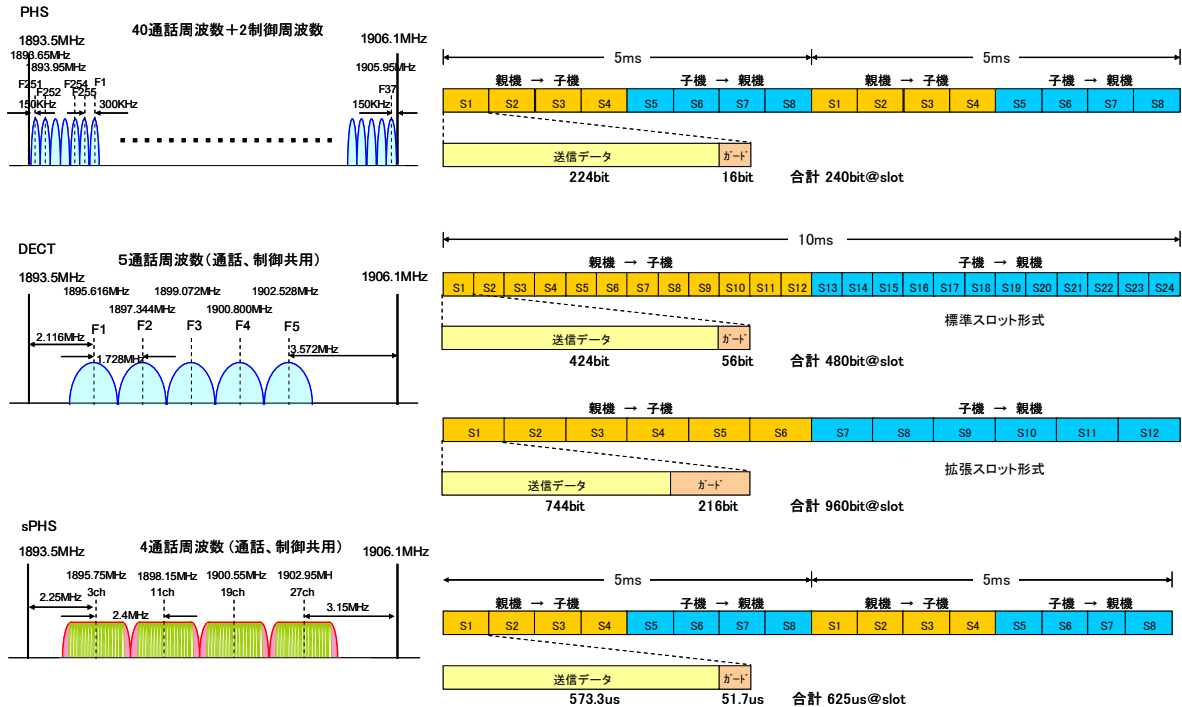 PHS
40通話周波数＋2制御周波数
1893.5MHz
1906.1MHz
1893.65MHz
1893.95MHz
1905.95MHz
F251
F252
F254
F255
F1
F37
150KHz
300KHz
150KHz
5ms
5ms
親機 → 子機
子機 → 親機
親機 → 子機
子機 → 親機
S1 S2 S3 S4 S5 S6 S7 S8 S1 S2 S3 S4 S5 S6 S7 S8
送信データ
ｶﾞｰﾄﾞ
224bit
16bit
合計 240bit@slot
DECT
5通話周波数（通話、制御共用）
1893.5MHz
1906.1MHz
1895.616MHz
1899.072MHz
1902.528MHz
1897.344MHz
1900.800MHz
F1 F2 F3 F4 F5
2.116MHz
1.728MHz
3.572MHz
10ms
親機 → 子機
子機 → 親機
S1 S2 S3 S4 S5 S6 S7 S8 S9 S10 S11 S12 S13 S14 S15 S16 S17 S18 S19 S20 S21 S22 S23 S24
標準スロット形式
送信データ
ｶﾞｰﾄﾞ
424bit
56bit
合計 480bit@slot
親機 → 子機
子機 → 親機
S1 S2 S3 S4 S5 S6 S7 S8 S9 S10 S11 S12
拡張スロット形式
送信データ
ｶﾞｰﾄﾞ
744bit
216bit
合計 960bit@slot
sPHS
4通話周波数（通話、制御共用）
1893.5MHz
1906.1MHz
1895.75MHz
1898.15MHz
1900.55MHz
1902.95MH
3ch
11ch
19ch
27ch
2.25MHz
2.4MHz
3.15MHz
5ms
5ms
親機 → 子機
子機 → 親機
親機 → 子機
子機 → 親機
S1 S2 S3 S4 S5 S6 S7 S8 S1 S2 S3 S4 S5 S6 S7 S8
送信データ
ｶﾞｰﾄﾞ
573.3us
51.7us
合計 625us@slot